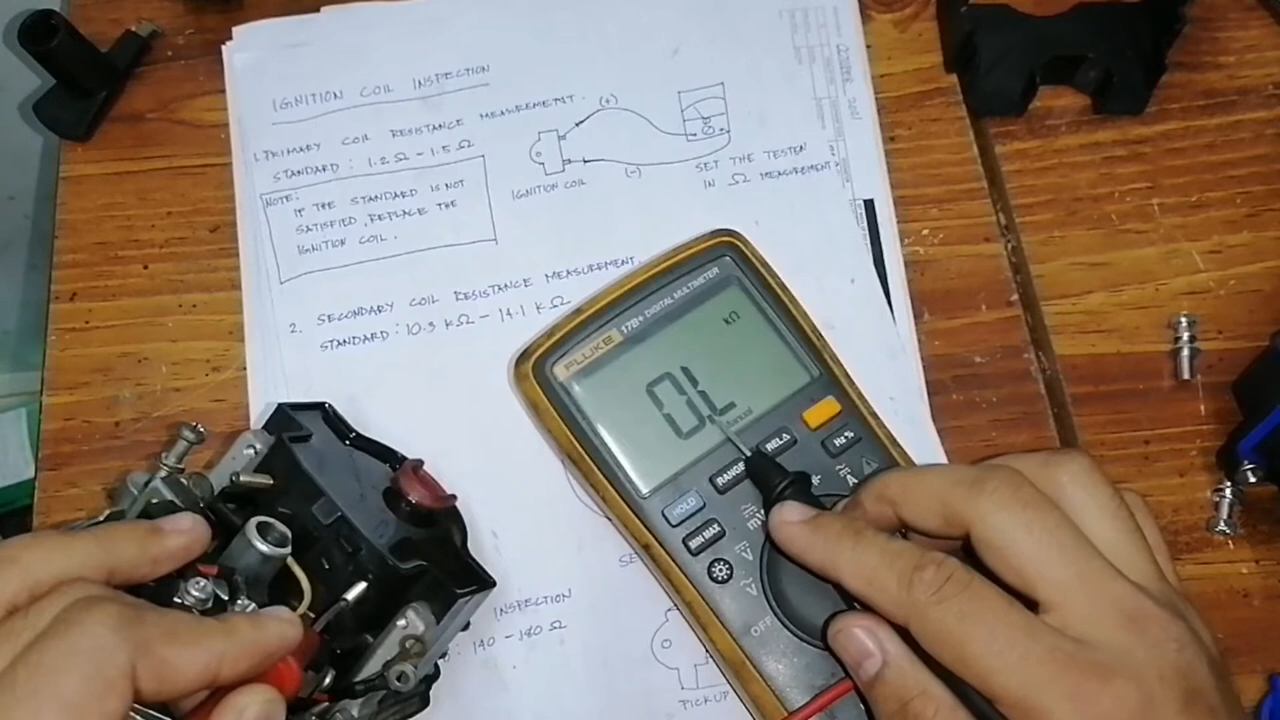 IGNITION COIL INSPECTION
1. PRIMARY COIL RESISTANCE MEASUREMENT.
STANDARD : 1.2 Ω - 1.5 Ω
NOTE:
IF THE STANDARD IS NOT
SATISFIED, REPLACE THE
IGNITION COIL.
(+)
(-)
IGNITION COIL
SET THE TESTER
IN Ω MEASUREMENT
2. SECONDARY COIL RESISTANCE MEASUREMENT.
STANDARD : 10.3 KΩ - 14.1 KΩ
FLUKE 17B+ DIGITAL MULTIMETER
kΩ
OL
Manual
RANGE
RELΔ
Hz%
HOLD
MIN MAX
OFF
INSPECTION
: 140 - 180 Ω
PICKUP